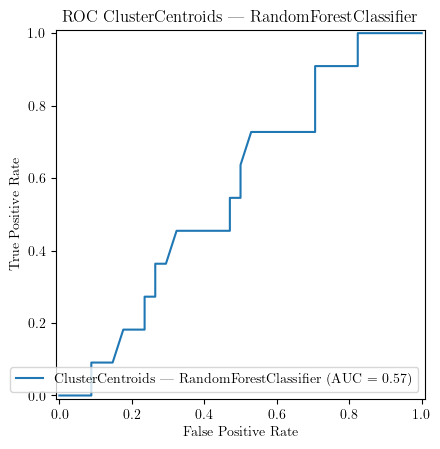 ROC ClusterCentroids — RandomForestClassifier
True Positive Rate
1.0
0.8
0.6
0.4
0.2
0.0
ClusterCentroids — RandomForestClassifier (AUC = 0.57)
0.0 0.2 0.4 0.6 0.8 1.0
False Positive Rate